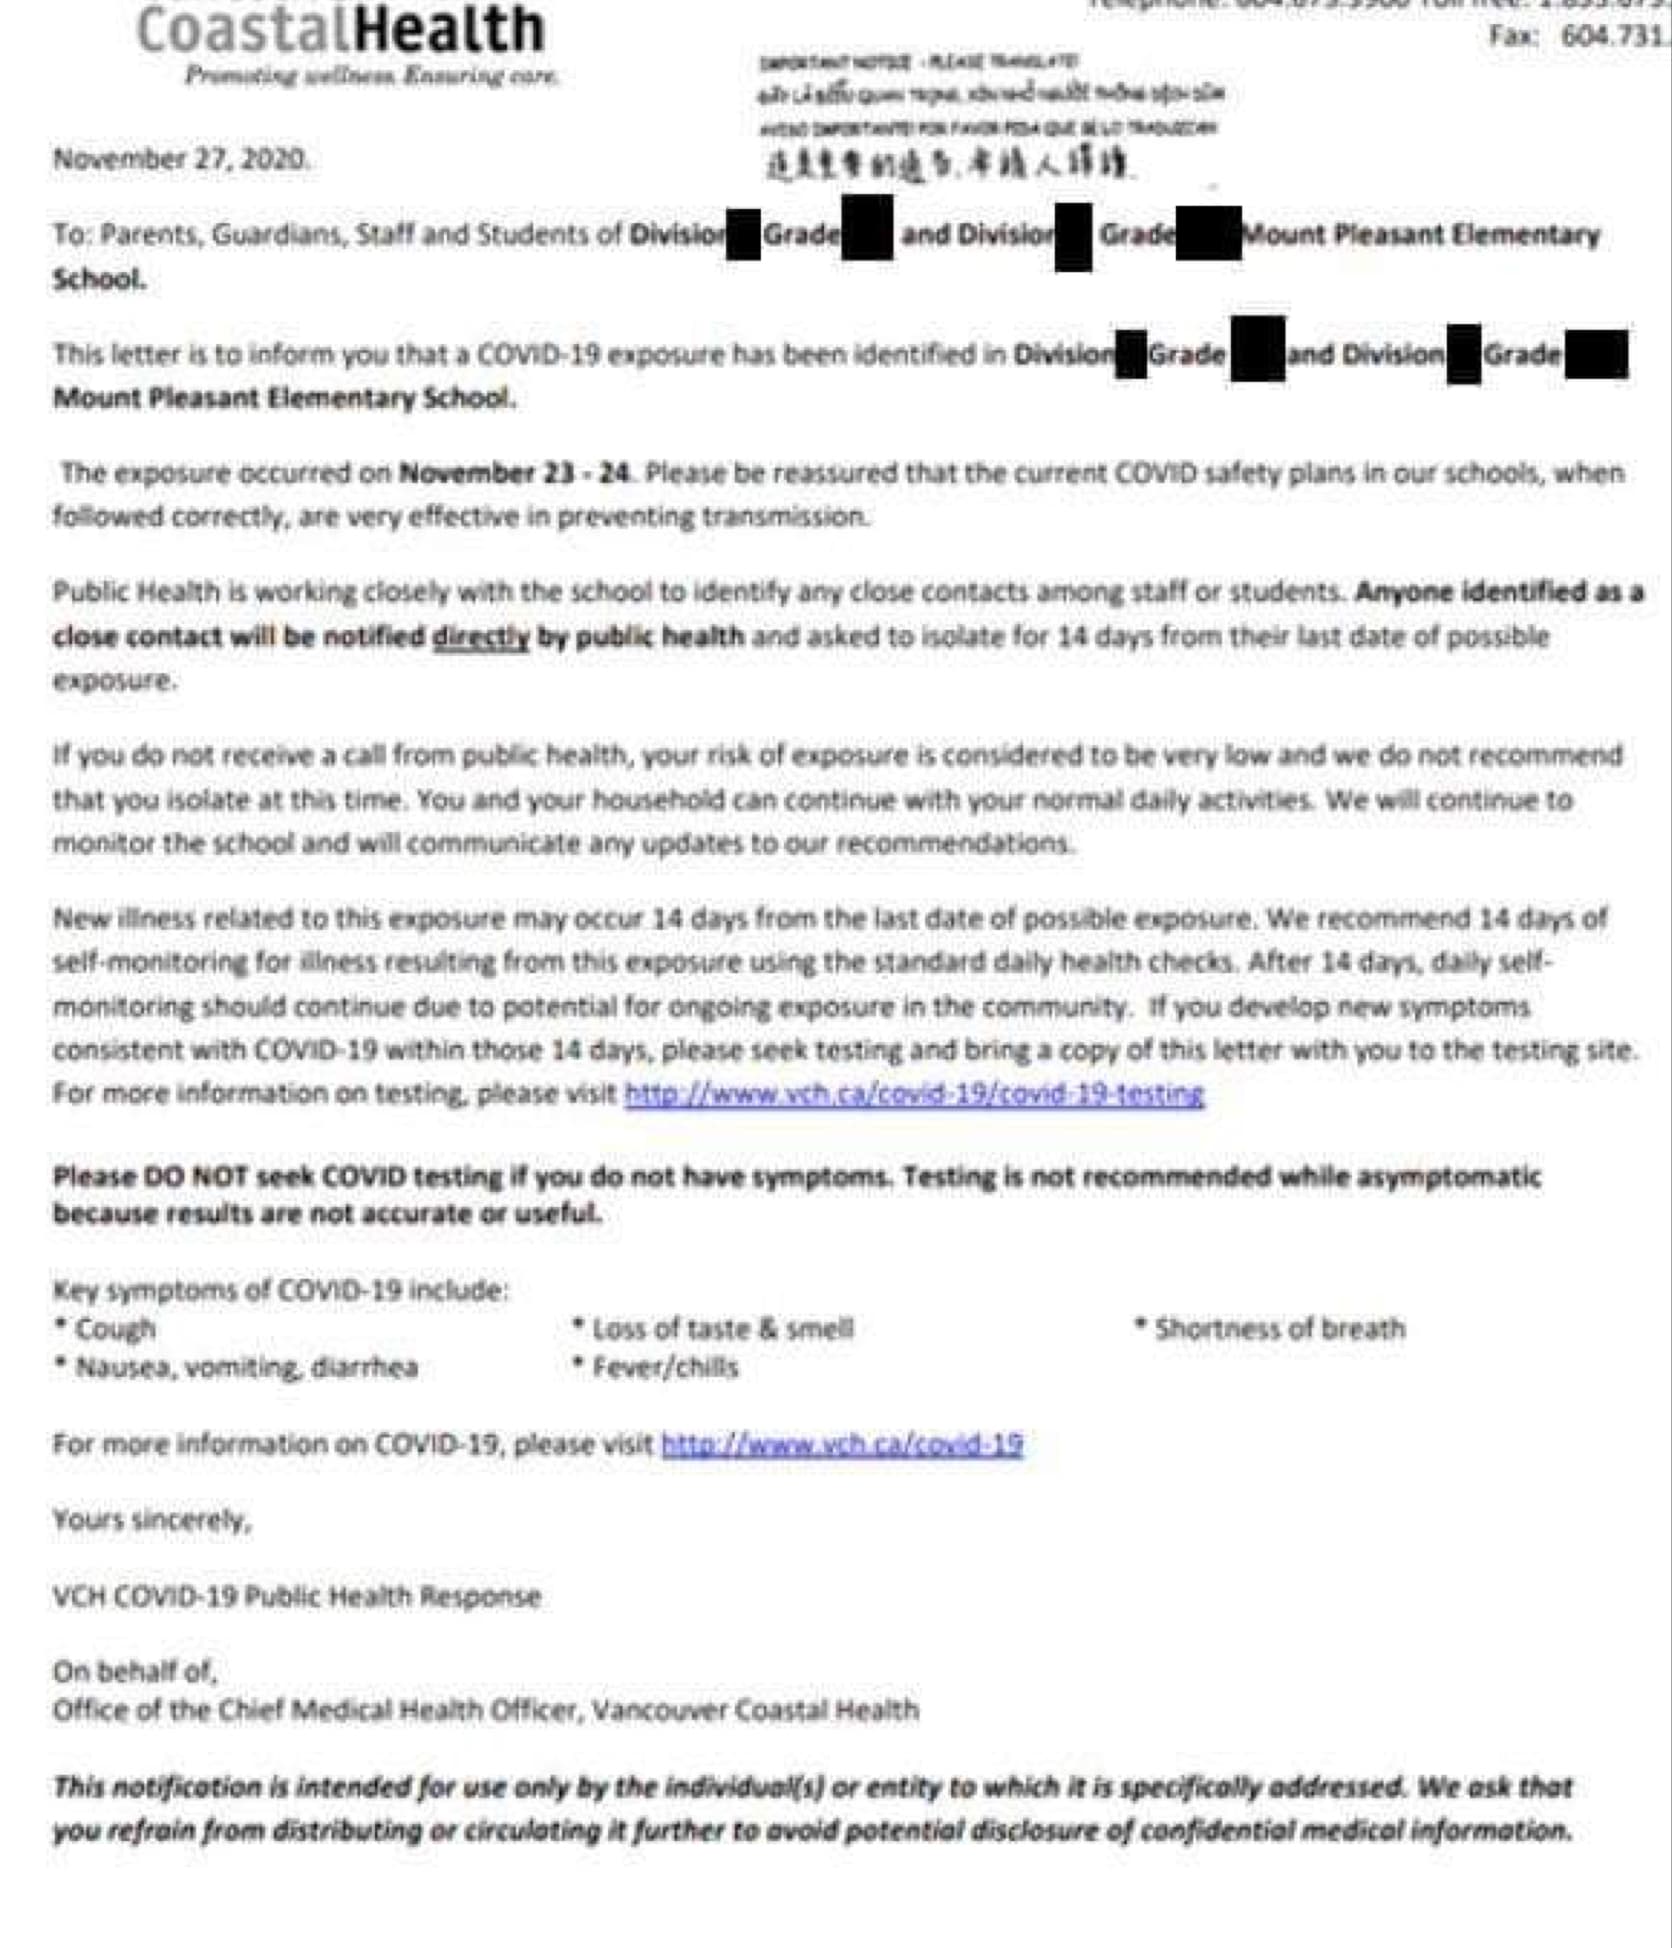 CoastalHealth
Promoting wellness. Ensuring care.
Fax: 604.731.
IMPORTANT NOTICE - PLEASE TRANSLATE
AVISO IMPORTANTE! POR FAVOR PIDA QUE SE LO TRADUZCAN
November 27, 2020.
To: Parents, Guardians, Staff and Students of Division Grade and Division Grade Mount Pleasant Elementary
School.
This letter is to inform you that a COVID-19 exposure has been identified in Division Grade and Division Grade
Mount Pleasant Elementary School.
The exposure occurred on November 23 - 24. Please be reassured that the current COVID safety plans in our schools, when
followed correctly, are very effective in preventing transmission.
Public Health is working closely with the school to identify any close contacts among staff or students. Anyone identified as a
close contact will be notified directly by public health and asked to isolate for 14 days from their last date of possible
exposure.
If you do not receive a call from public health, your risk of exposure is considered to be very low and we do not recommend
that you isolate at this time. You and your household can continue with your normal daily activities. We will continue to
monitor the school and will communicate any updates to our recommendations.
New illness related to this exposure may occur 14 days from the last date of possible exposure. We recommend 14 days of
self-monitoring for illness resulting from this exposure using the standard daily health checks. After 14 days, daily self-
monitoring should continue due to potential for ongoing exposure in the community. If you develop new symptoms
consistent with COVID-19 within those 14 days, please seek testing and bring a copy of this letter with you to the testing site.
For more information on testing, please visit http://www.vch.ca/covid-19/covid-19-testing
Please DO NOT seek COVID testing if you do not have symptoms. Testing is not recommended while asymptomatic
because results are not accurate or useful.
Key symptoms of COVID-19 include:
* Cough * Loss of taste & smell * Shortness of breath
* Nausea, vomiting, diarrhea * Fever/chills
For more information on COVID-19, please visit http://www.vch.ca/covid-19
Yours sincerely,
VCH COVID-19 Public Health Response
On behalf of,
Office of the Chief Medical Health Officer, Vancouver Coastal Health
This notification is intended for use only by the individual(s) or entity to which it is specifically addressed. We ask that
you refrain from distributing or circulating it further to avoid potential disclosure of confidential medical information.